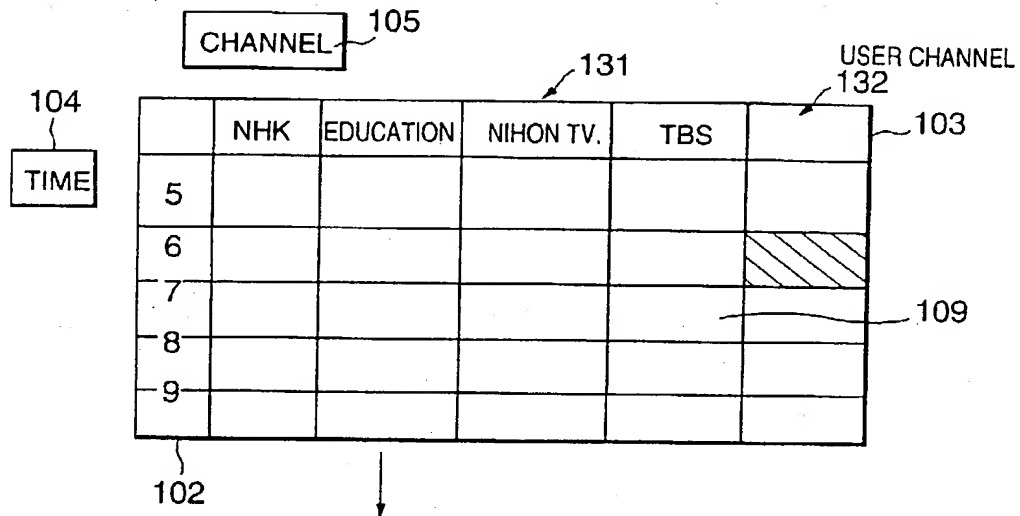 CHANNEL 105
USER CHANNEL
131 132
104 103
NHK EDUCATION NIHON TV. TBS
TIME
5
6
7
109
8
9
102